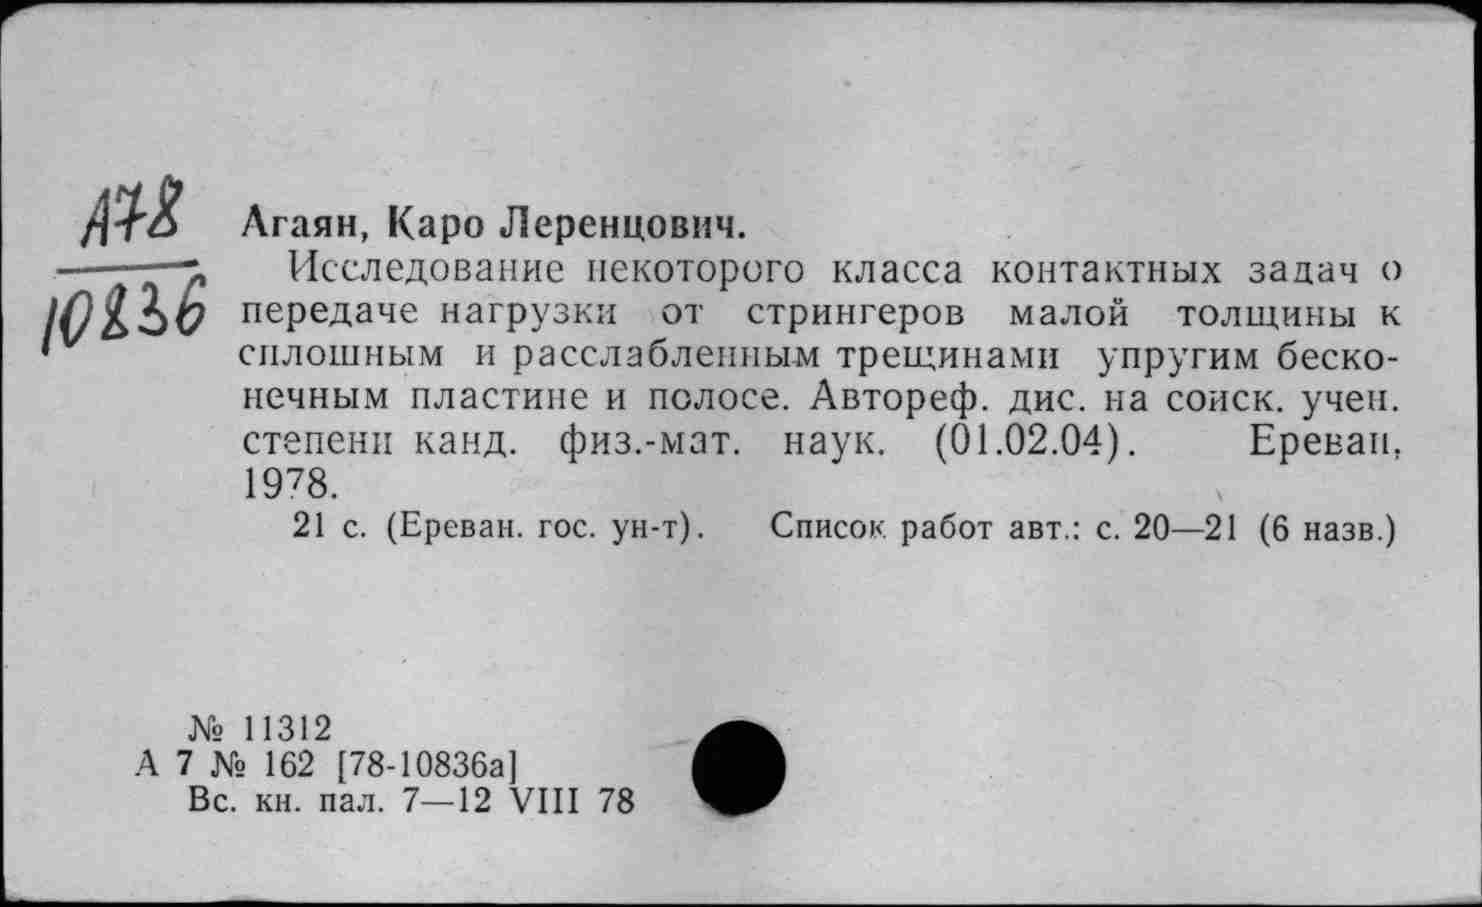 А78
10836
Агаян, Каро Леренцович.
Исследование некоторого класса контактных задач о
передаче нагрузки от стрингеров малой толщины к
сплошным и расслабленным трещинами упругим беско-
нечным пластине и полосе. Автореф. дис. на соиск. учен.
степени канд. физ.-мат. наук. (01.02.04). Ереван,
1978.
21 с. (Ереван. гос. ун-т). Список работ авт.: с. 20—21 (6 назв.)
№ 11312
А 7 № 162 [78-10836а]
Вс. кн. пал. 7—12 VIII 78